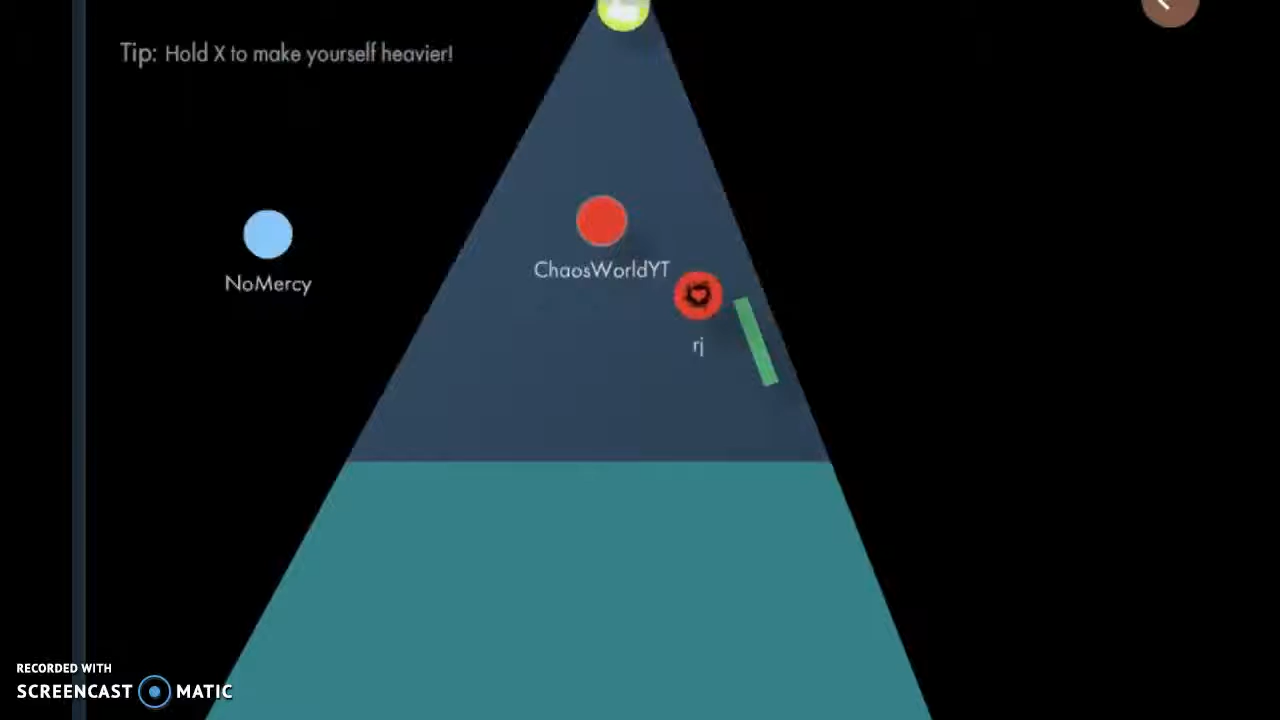 Tip: Hold X to make yourself heavier!
NoMercy
ChaosWorldYT
rj
RECORDED WITH
SCREENCAST MATIC